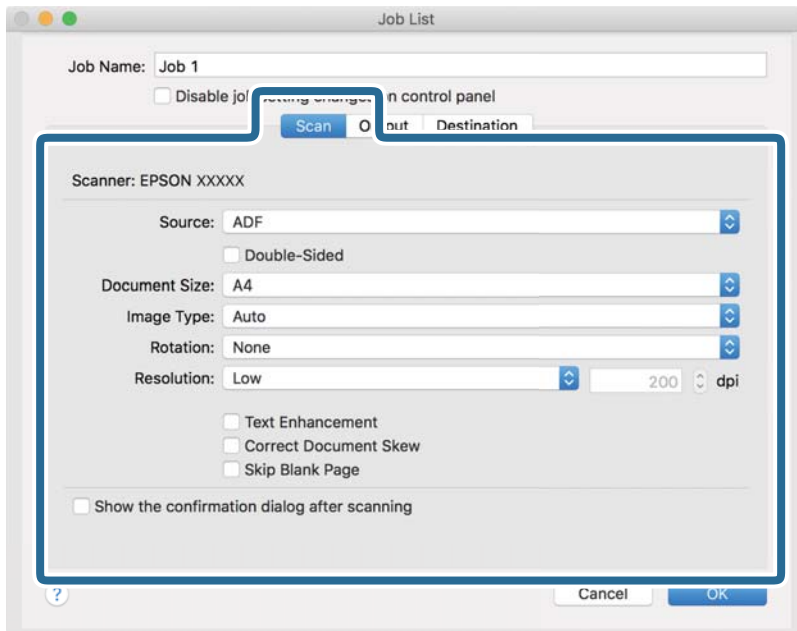 Job List
Job Name: Job 1
Disable job control panel
Scan Output Destination
Scanner: EPSON XXXXX
Source: ADF
Double-Sided
Document Size: A4
Image Type: Auto
Rotation: None
Resolution: Low 200 dpi
Text Enhancement
Correct Document Skew
Skip Blank Page
Show the confirmation dialog after scanning
? Cancel OK